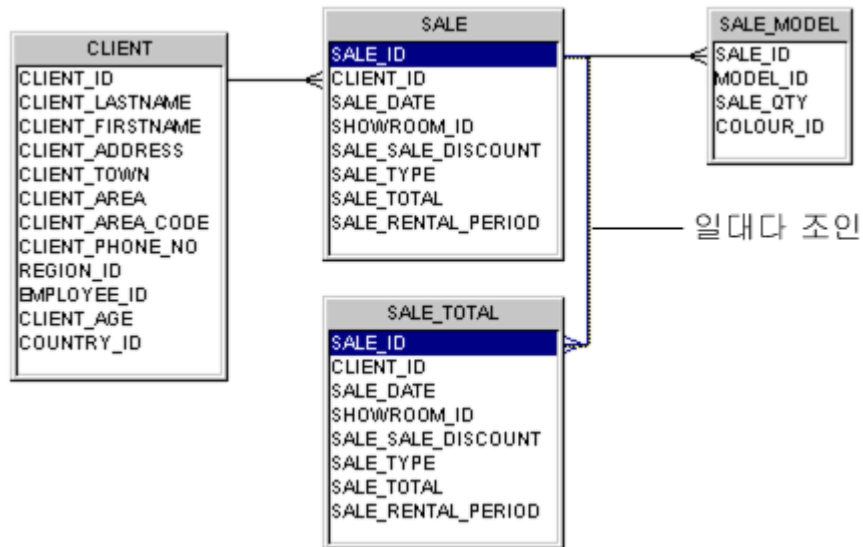 CLIENT
CLIENT_ID
CLIENT_LASTNAME
CLIENT_FIRSTNAME
CLIENT_ADDRESS
CLIENT_TOWN
CLIENT_AREA
CLIENT_AREA_CODE
CLIENT_PHONE_NO
REGION_ID
EMPLOYEE_ID
CLIENT_AGE
COUNTRY_ID
SALE
SALE_ID
CLIENT_ID
SALE_DATE
SHOWROOM_ID
SALE_SALE_DISCOUNT
SALE_TYPE
SALE_TOTAL
SALE_RENTAL_PERIOD
SALE_MODEL
SALE_ID
MODEL_ID
SALE_QTY
COLOUR_ID
일대다 조인
SALE_TOTAL
SALE_ID
CLIENT_ID
SALE_DATE
SHOWROOM_ID
SALE_SALE_DISCOUNT
SALE_TYPE
SALE_TOTAL
SALE_RENTAL_PERIOD